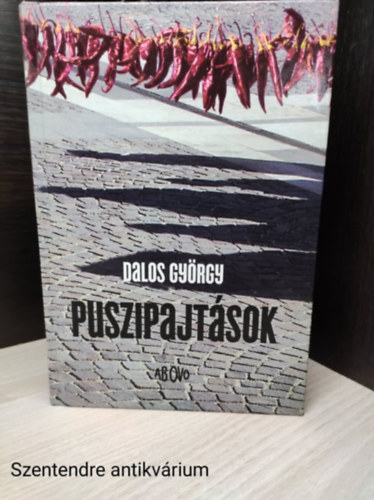 DALOS GYÖRGY
PUSZIPAJTÁSOK
AB OVO
Szentendre antikvárium